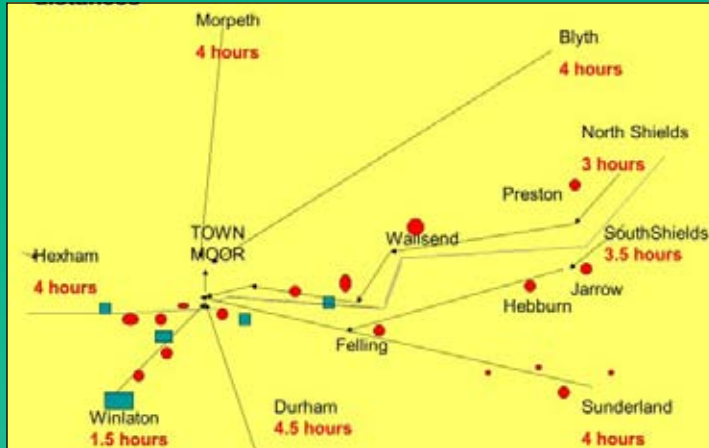 distances
Morpeth
4 hours
Blyth
4 hours
North Shields
3 hours
Preston
TOWN
MOOR
Wallsend
SouthShields
3.5 hours
Hexham
4 hours
Jarrow
Hebburn
Felling
Winlaton
1.5 hours
Durham
4.5 hours
Sunderland
4 hours